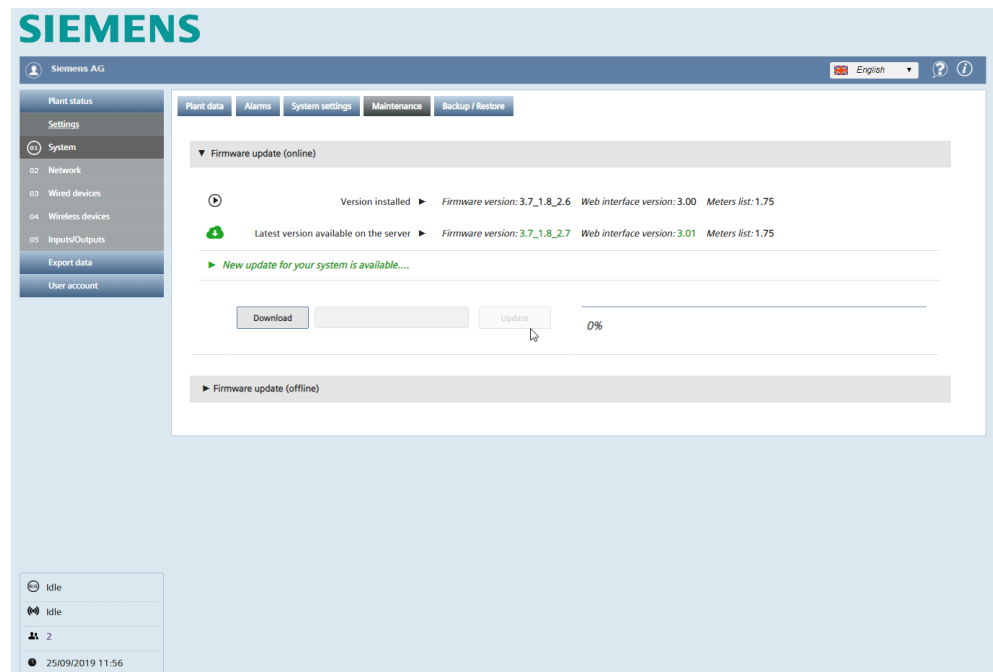 SIEMENS
Siemens AG
English
Plant status
Settings
01 System
02 Network
03 Wired devices
04 Wireless devices
05 Inputs/Outputs
Export data
User account
Plant data Alarms System settings Maintenance Backup / Restore
▼ Firmware update (online)
Version installed ► Firmware version: 3.7_1.8_2.6 Web interface version: 3.00 Meters list: 1.75
Latest version available on the server ► Firmware version: 3.7_1.8_2.7 Web interface version: 3.01 Meters list: 1.75
► New update for your system is available....
Download Update 0%
► Firmware update (offline)
BUS Idle
Idle
2
25/09/2019 11:56